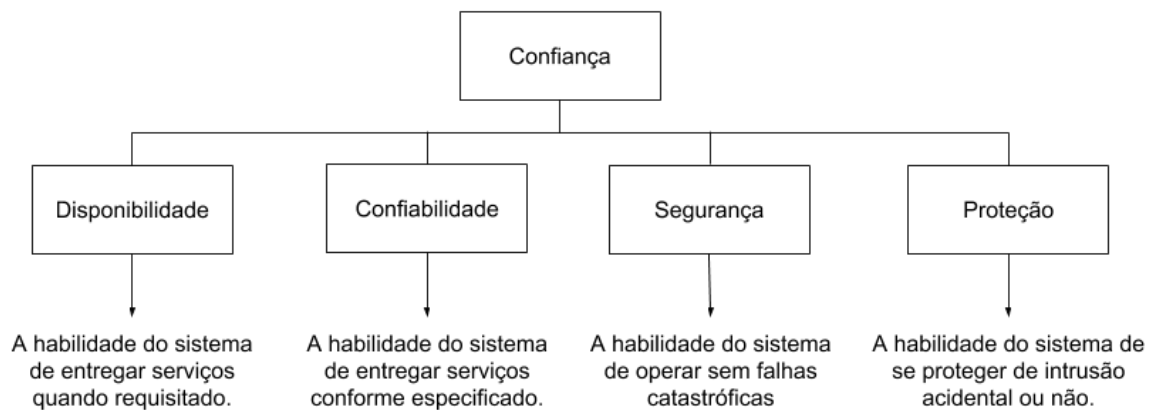 Confiança
Disponibilidade
Confiabilidade
Segurança
Proteção
A habilidade do sistema
de entregar serviços
quando requisitado.
A habilidade do sistema
de entregar serviços
conforme especificado.
A habilidade do sistema
de operar sem falhas
catastróficas
A habilidade do sistema de
se proteger de intrusão
acidental ou não.